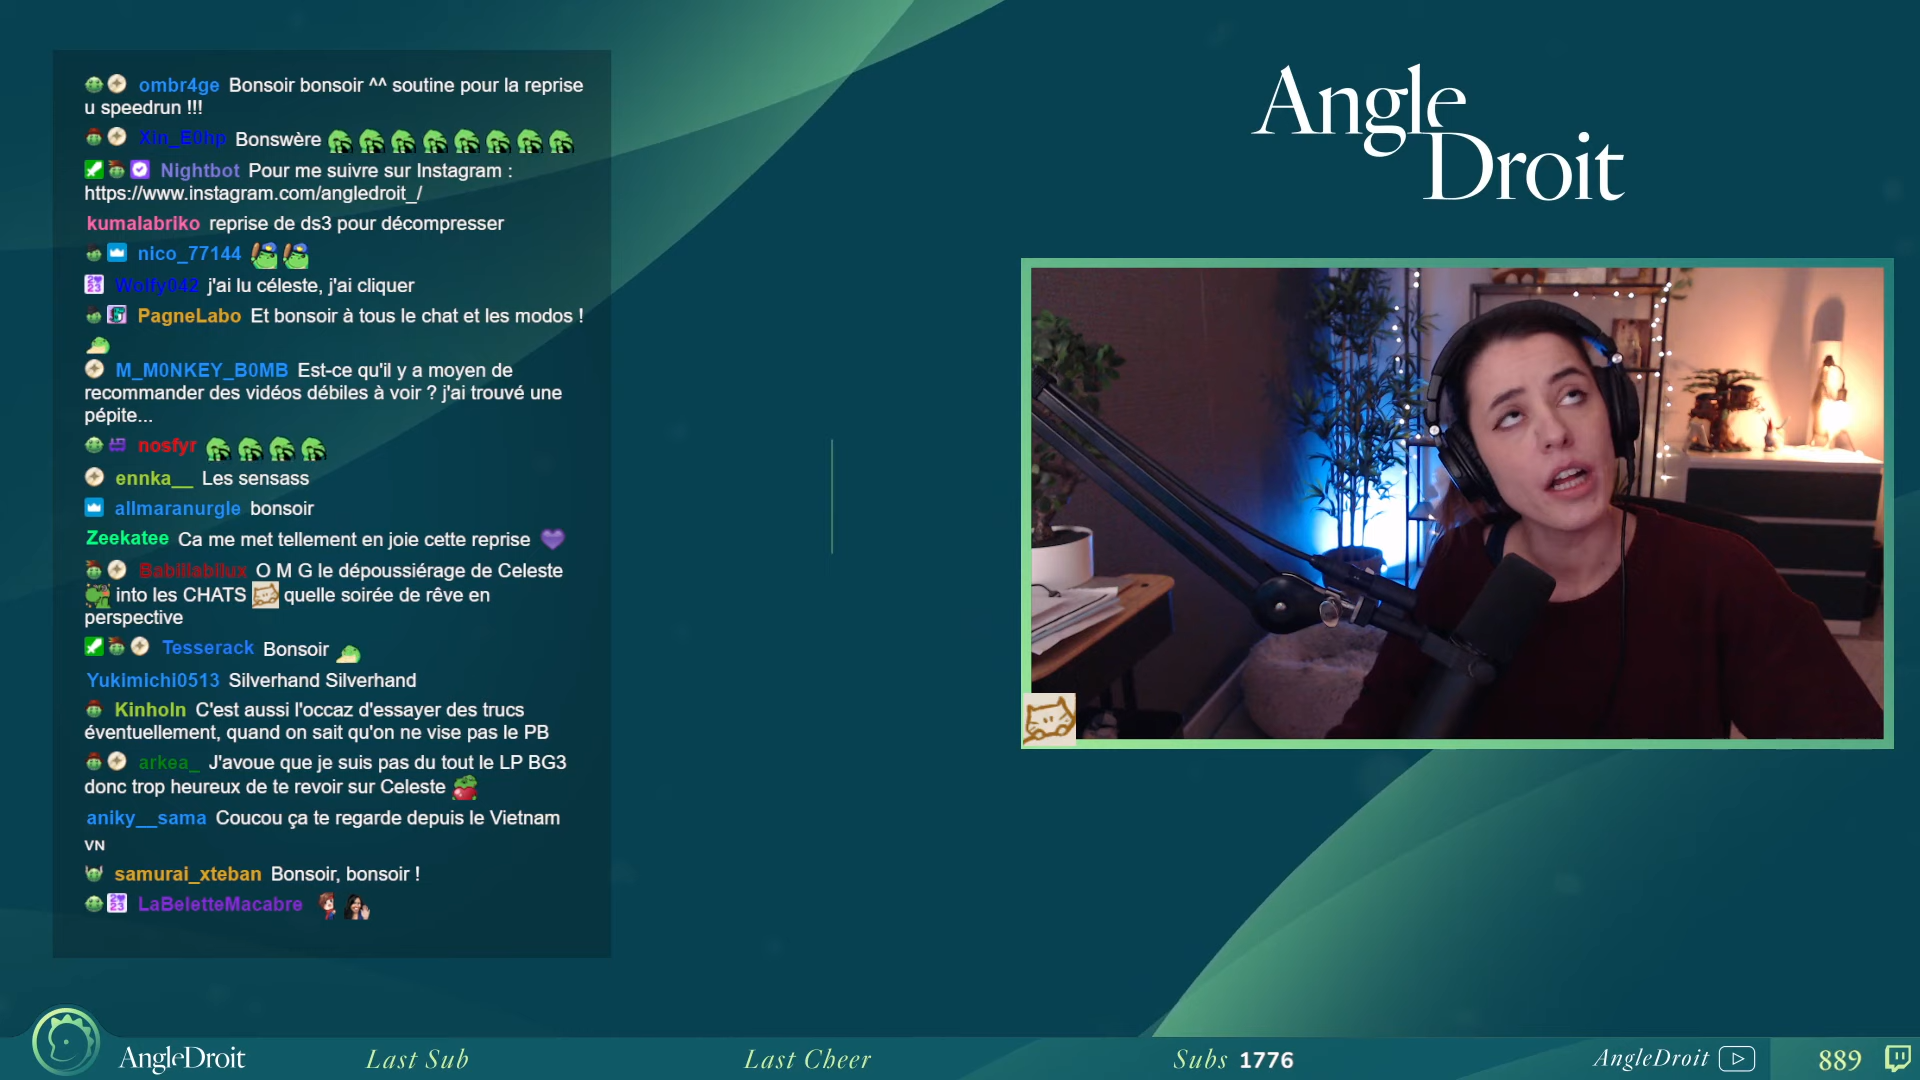 ombr4ge Bonsoir bonsoir ^^ soutine pour la reprise
u speedrun !!!
Xin_E0hp Bonswère
Nightbot Pour me suivre sur Instagram :
https://www.instagram.com/angledroit_/
kumalabriko reprise de ds3 pour décompresser
nico_77144
Wolfy042 j'ai lu céleste, j'ai cliquer
PagneLabo Et bonsoir à tous le chat et les modos !
M_M0NKEY_B0MB Est-ce qu'il y a moyen de
recommander des vidéos débiles à voir ? j'ai trouvé une
pépite...
nosfyr
ennka__ Les sensass
allmaranurgle bonsoir
Zeekatee Ca me met tellement en joie cette reprise
Babillabilux O M G le dépoussiérage de Celeste
into les CHATS quelle soirée de rêve en
perspective
Tesserack Bonsoir
Yukimichi0513 Silverhand Silverhand
Kinholn C'est aussi l'occaz d'essayer des trucs
éventuellement, quand on sait qu'on ne vise pas le PB
arkea_ J'avoue que je suis pas du tout le LP BG3
donc trop heureux de te revoir sur Celeste
aniky__sama Coucou ça te regarde depuis le Vietnam
VN
samurai_xteban Bonsoir, bonsoir !
LaBeletteMacabre
Angle
Droit
AngleDroit
Last Sub
Last Cheer
Subs 1776
AngleDroit
889